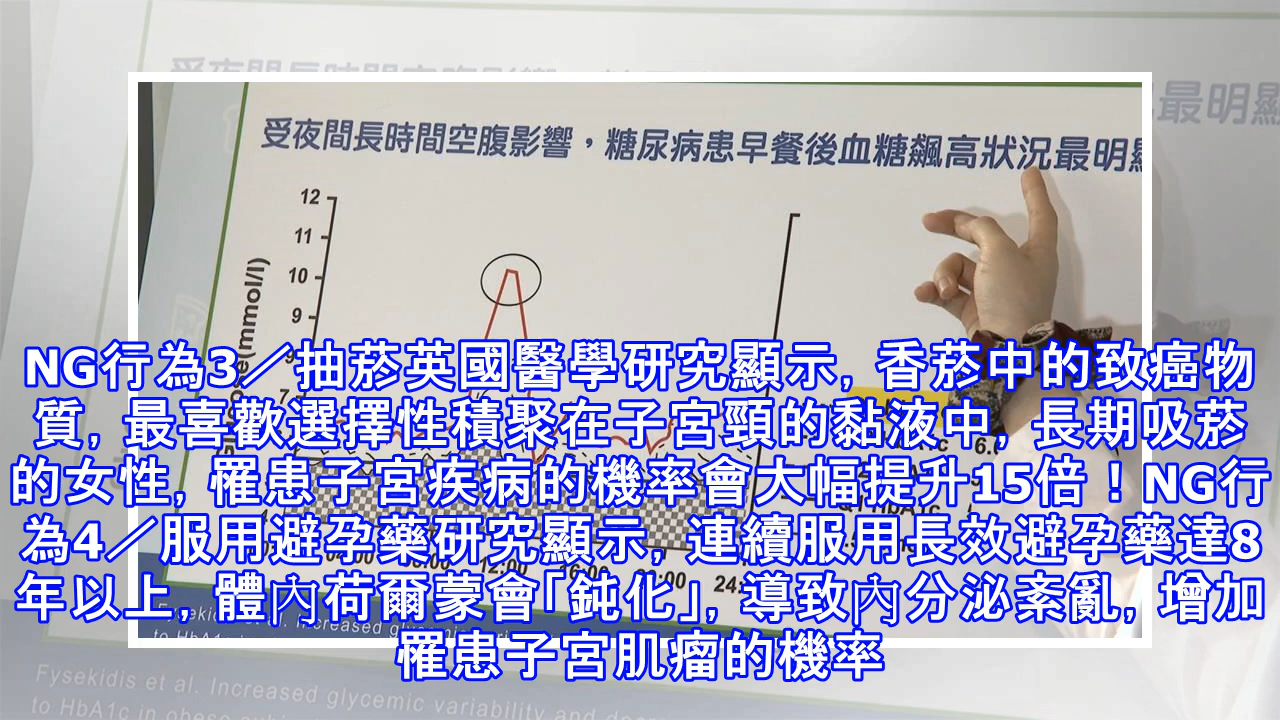 受夜間長時間空腹影響，糖尿病患早餐後血糖飆高狀況最明顯
12
11
10
9
NG行為3／抽菸英國醫學研究顯示, 香菸中的致癌物
質, 最喜歡選擇性積聚在子宮頸的黏液中, 長期吸菸
的女性, 罹患子宮疾病的機率會大幅提升15倍！NG行
為4／服用避孕藥研究顯示, 連續服用長效避孕藥達8
年以上, 體內荷爾蒙會「鈍化」, 導致內分泌紊亂, 增加
罹患子宮肌瘤的機率
Fysekidis et al. Increased glycemic variability and
to HbA1c in obese